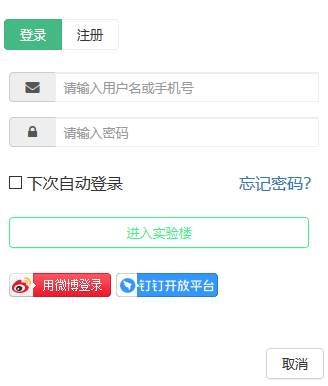 登录 注册
请输入用户名或手机号
请输入密码
下次自动登录 忘记密码?
进入实验楼
用微博登录 钉钉开放平台
取消